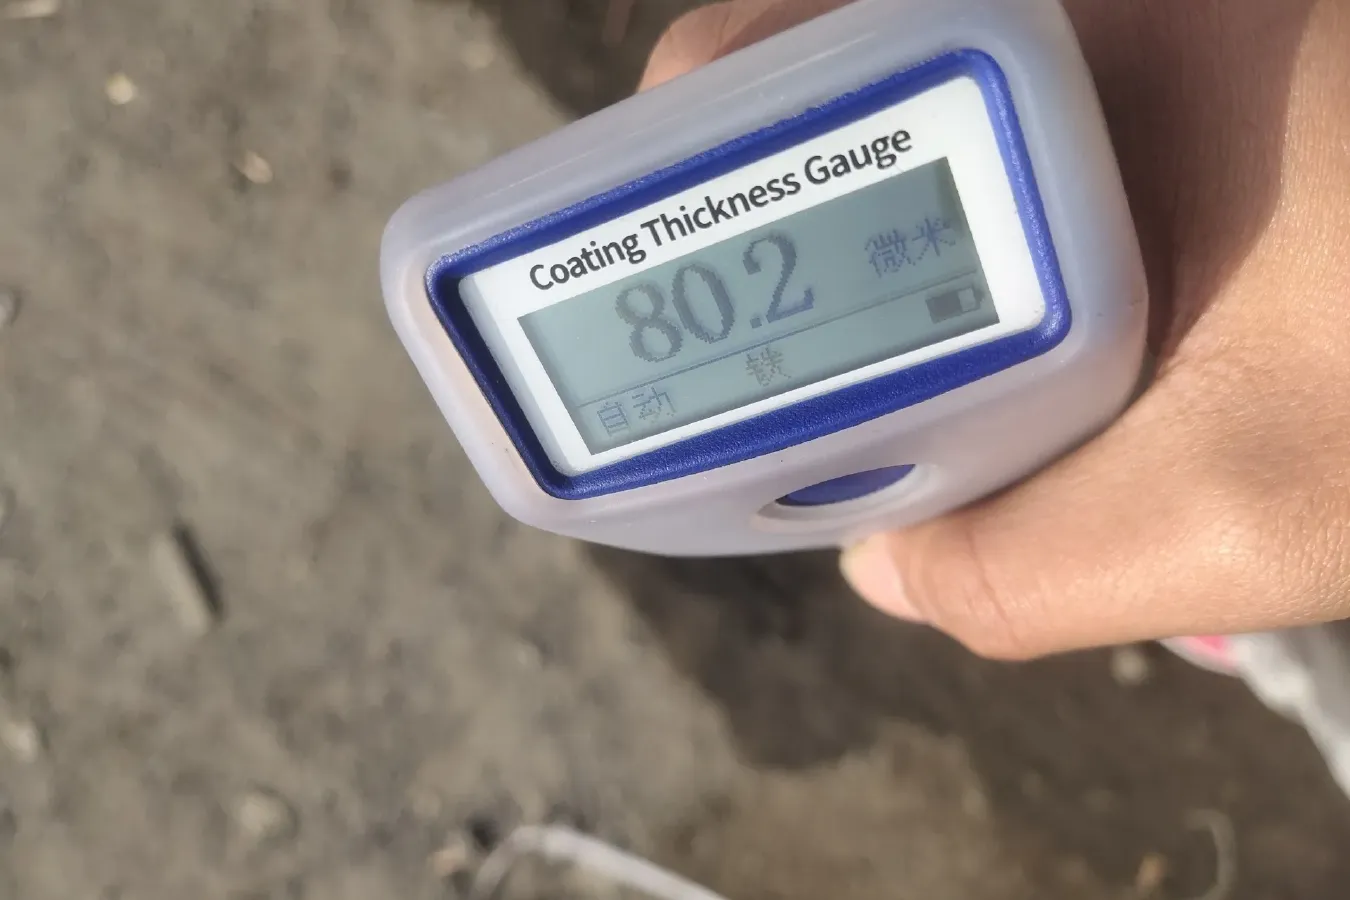 Coating Thickness Gauge
80.2 微米
自动 铁